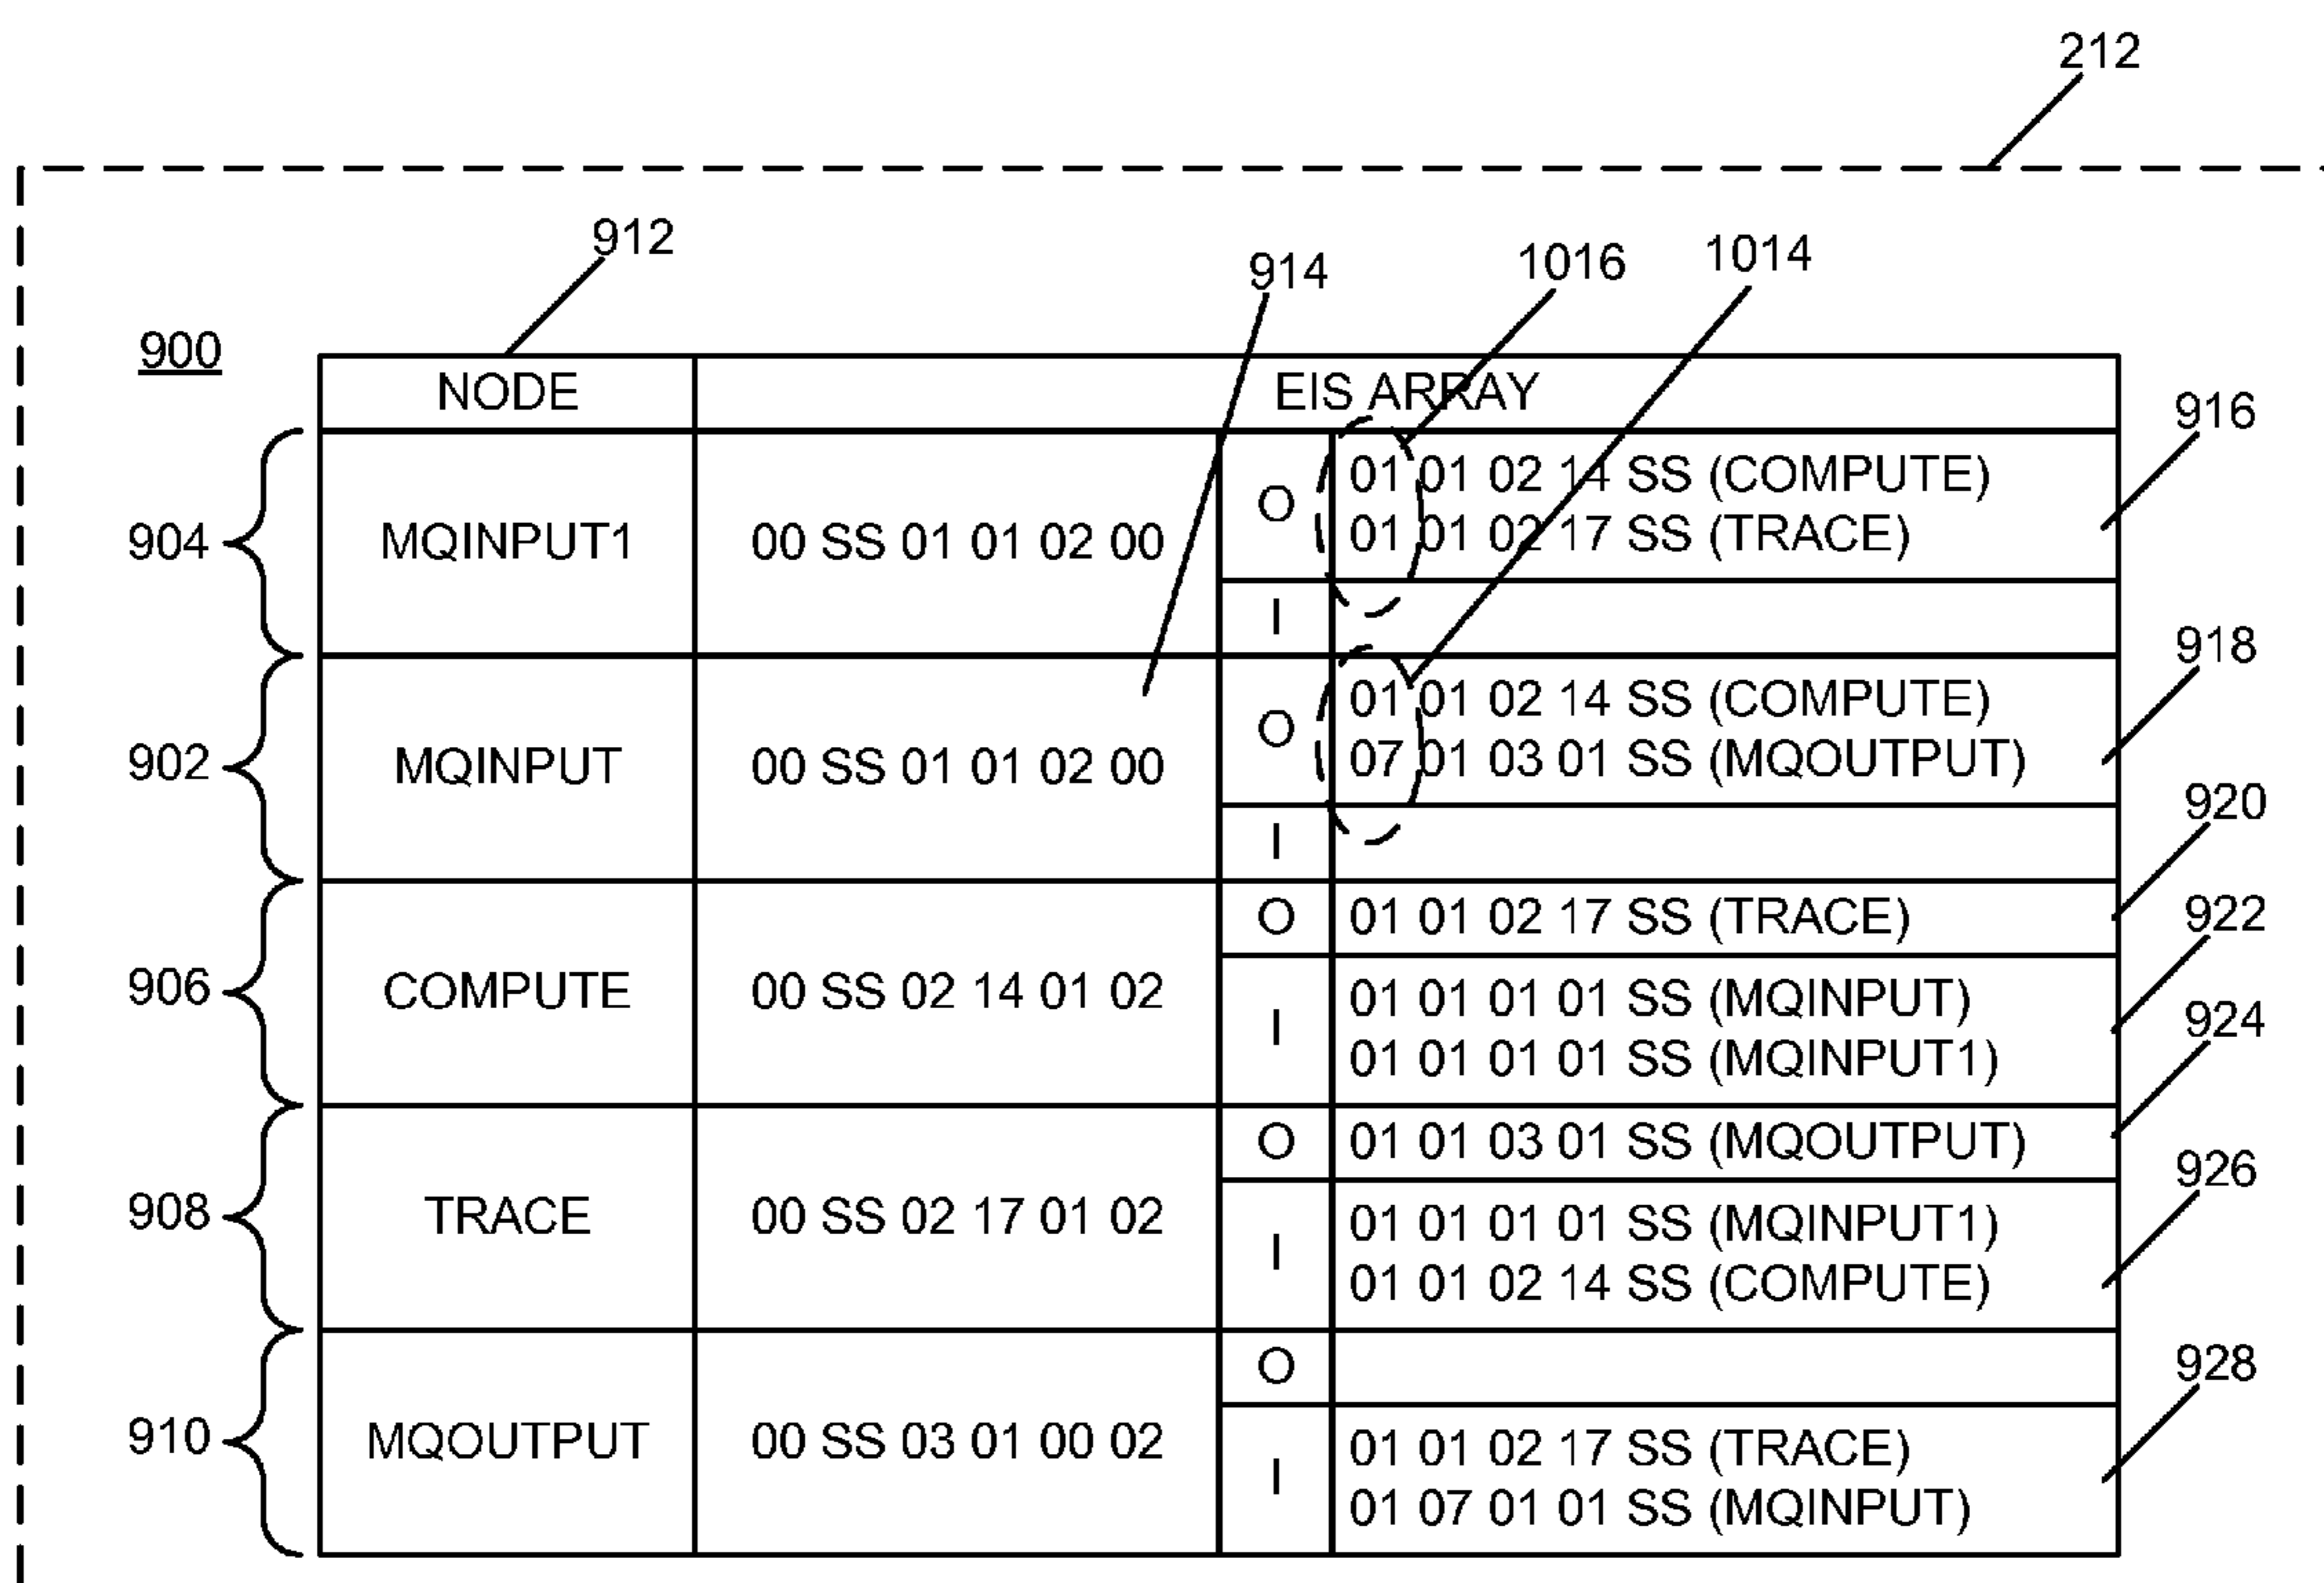 212
912
914
1016
1014
900
NODE
EIS ARRAY
904
MQINPUT1
00 SS 01 01 02 00
O
01 01 02 14 SS (COMPUTE)
01 01 02 17 SS (TRACE)
916
I
902
MQINPUT
00 SS 01 01 02 00
O
01 01 02 14 SS (COMPUTE)
07 01 03 01 SS (MQOUTPUT)
918
I
906
COMPUTE
00 SS 02 14 01 02
O
01 01 02 17 SS (TRACE)
920
I
01 01 01 01 SS (MQINPUT)
01 01 01 01 SS (MQINPUT1)
922
908
TRACE
00 SS 02 17 01 02
O
01 01 03 01 SS (MQOUTPUT)
924
I
01 01 01 01 SS (MQINPUT1)
01 01 02 14 SS (COMPUTE)
926
910
MQOUTPUT
00 SS 03 01 00 02
O
I
01 01 02 17 SS (TRACE)
01 07 01 01 SS (MQINPUT)
928